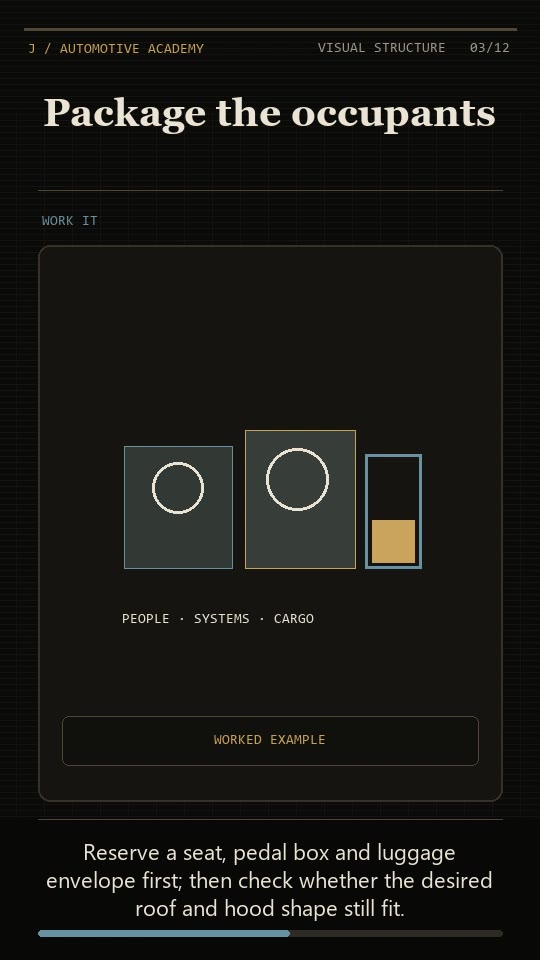 J / AUTOMOTIVE ACADEMY
VISUAL STRUCTURE 03/12
Package the occupants
WORK IT
PEOPLE · SYSTEMS · CARGO
WORKED EXAMPLE
Reserve a seat, pedal box and luggage
envelope first; then check whether the desired
roof and hood shape still fit.